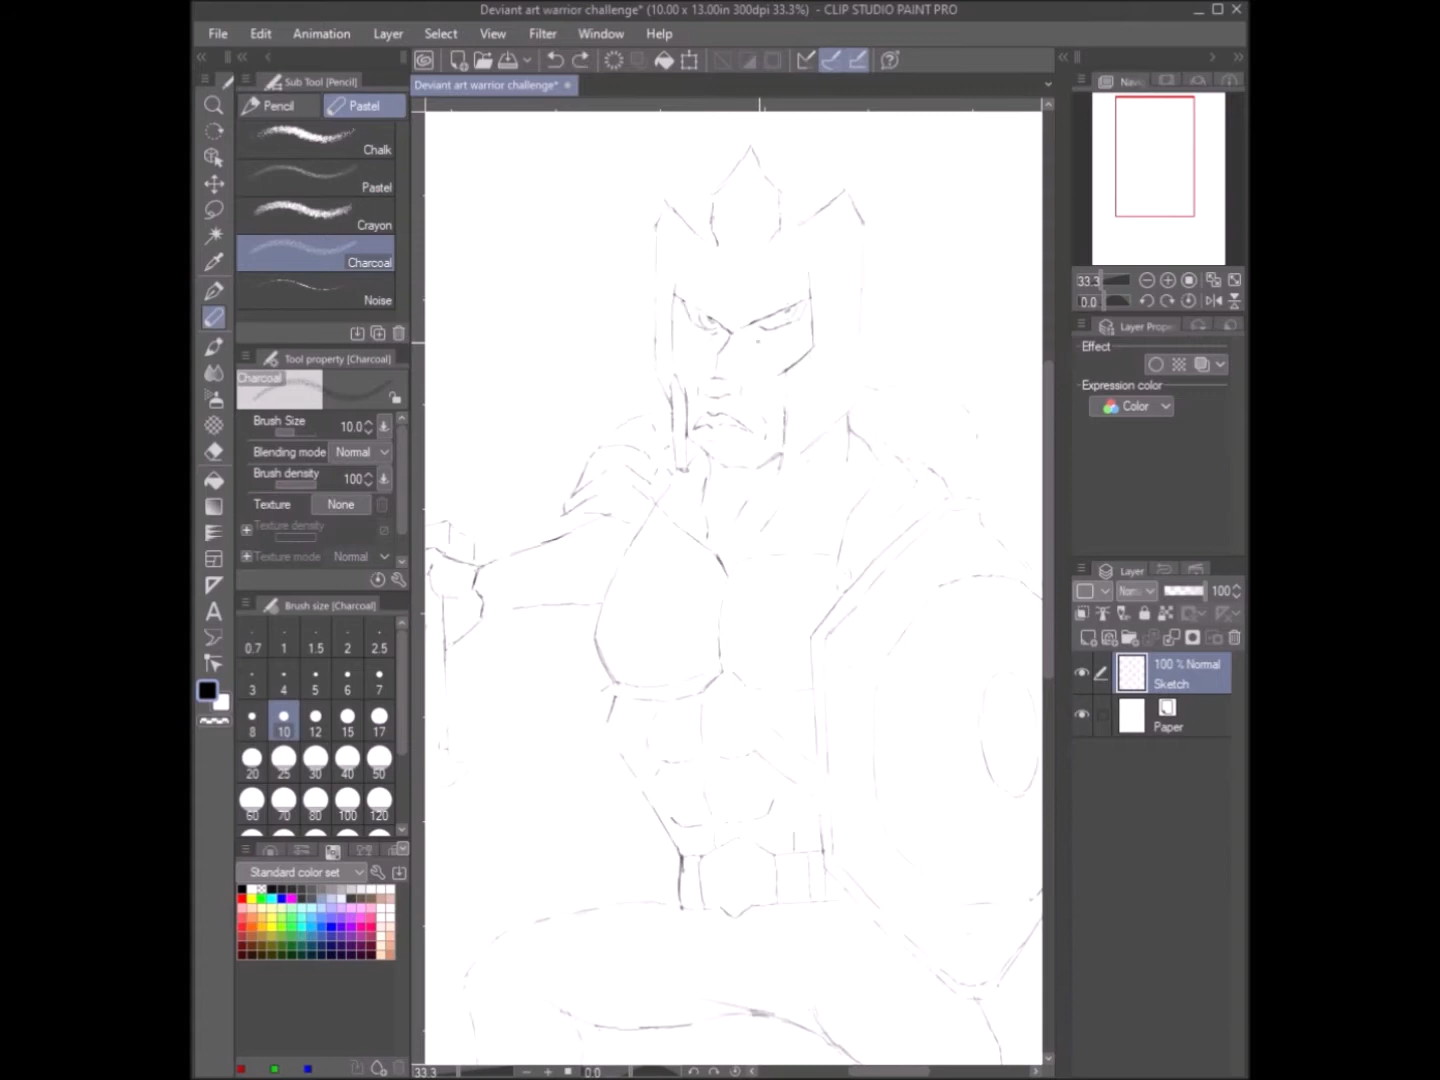 Deviant art warrior challenge* (10.00 x 13.00in 300dpi 33.3%) - CLIP STUDIO PAINT PRO
File Edit Animation Layer Select View Filter Window Help
Sub Tool [Pencil]
Deviant art warrior challenge*
Pencil Pastel
Chalk
Pastel
Crayon
Charcoal
Noise
Tool property [Charcoal]
Charcoal
Brush Size 10.0
Blending mode Normal
Brush density 100
Texture None
Texture density
Texture mode Normal
Brush size [Charcoal]
0.7 1 1.5 2 2.5
3 4 5 6 7
8 10 12 15 17
20 25 30 40 50
60 70 80 100 120
Standard color set
33.3 0.0
33.3
0.0
Effect
Expression color
Color
Layer
100
100 % Normal
Sketch
Paper